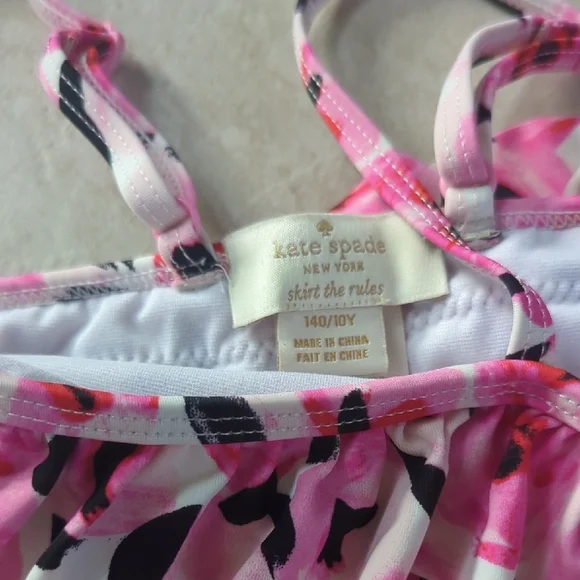 kate spade
NEW YORK
skirt the rules
140/10Y
MADE IN CHINA
FAIT EN CHINE